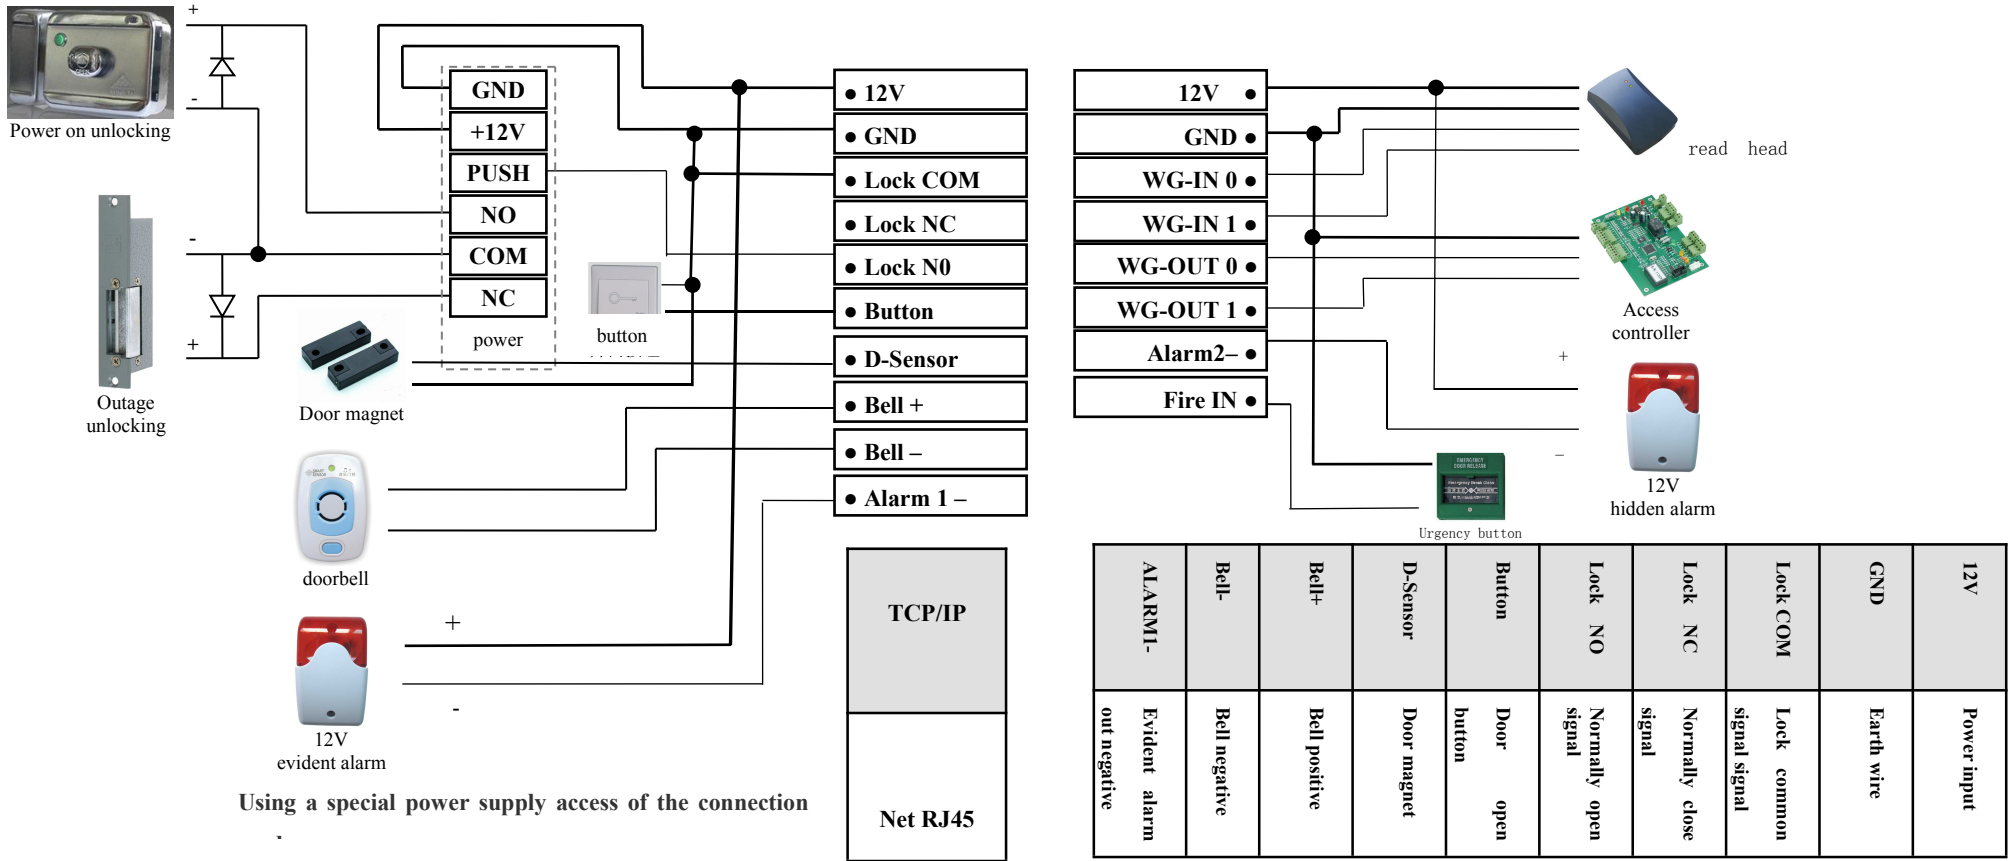 +
-
Power on unlocking
-
+
Outage
unlocking
GND
+12V
PUSH
NO
COM
NC
power
button
Door magnet
doorbell
+
-
12V
evident alarm
Using a special power supply access of the connection
• 12V
• GND
• Lock COM
• Lock NC
• Lock N0
• Button
• D-Sensor
• Bell +
• Bell –
• Alarm 1 –
TCP/IP
Net RJ45
12V •
GND •
WG-IN 0 •
WG-IN 1 •
WG-OUT 0 •
WG-OUT 1 •
Alarm2– •
Fire IN •
read head
Access
controller
+
–
12V
hidden alarm
EMERGENCY
DOOR RELEASE
Urgency button
12V
Power input
GND
Earth wire
Lock COM
Lock common
signal signal
Lock NC
Normally close
signal
Lock NO
Normally open
signal
Button
Door open
button
D-Sensor
Door magnet
Bell+
Bell positive
Bell-
Bell negative
ALARM1-
Evident alarm
out negative